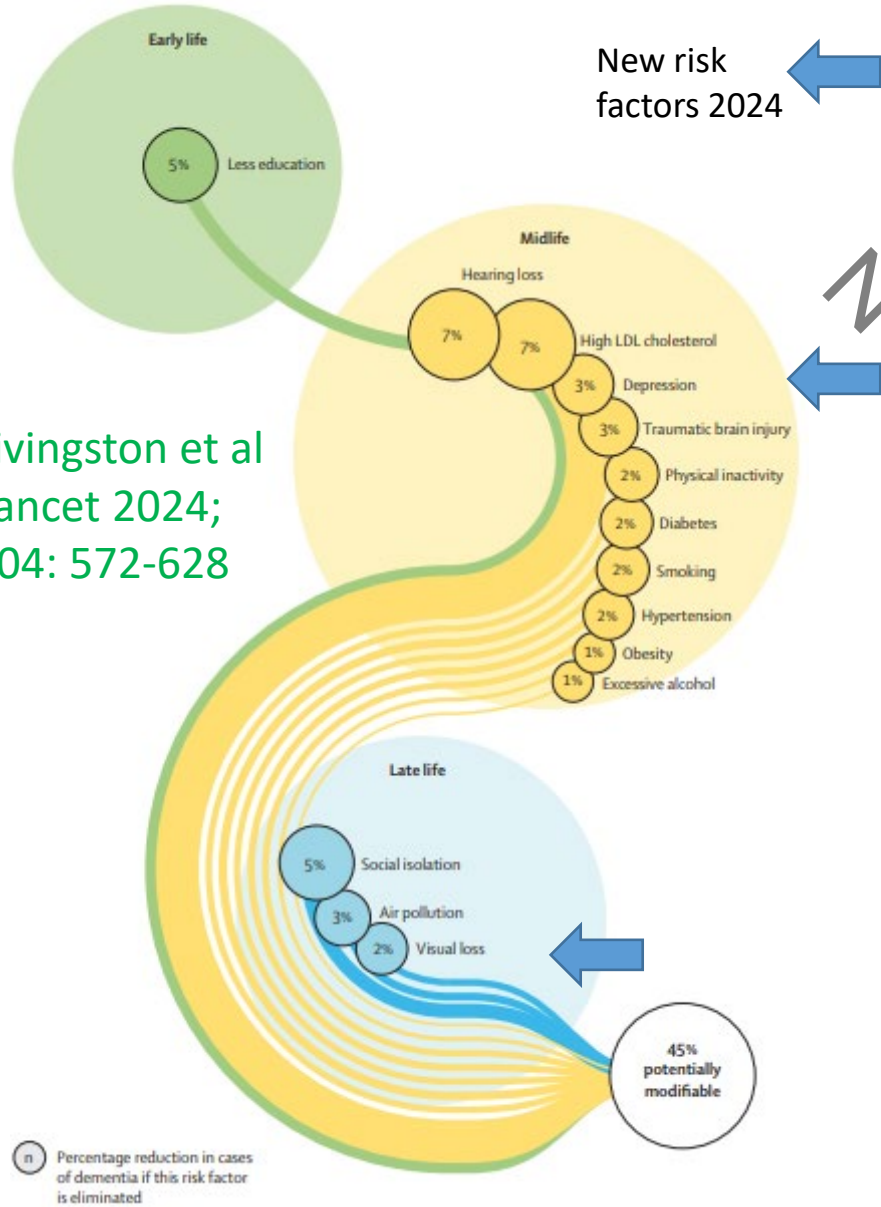 Early life
New risk
factors 2024
5%
Less education
Midlife
Hearing loss
7%
7%
High LDL cholesterol
3%
Depression
3%
Traumatic brain injury
ivingston et al
ancet 2024;
04: 572-628
2%
Physical inactivity
2%
Diabetes
2%
Smoking
2%
Hypertension
1%
Obesity
1%
Excessive alcohol
Late life
5%
Social isolation
3%
Air pollution
2%
Visual loss
45%
potentially
modifiable
n
Percentage reduction in cases
of dementia if this risk factor
is eliminated